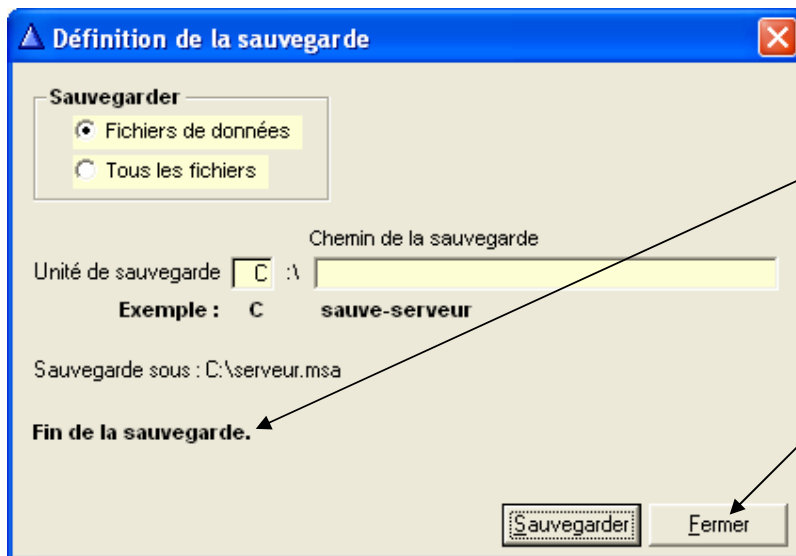 Définition de la sauvegarde
Sauvegarder
Fichiers de données
Tous les fichiers
Chemin de la sauvegarde
Unité de sauvegarde C :\
Exemple : C sauve-serveur
Sauvegarde sous : C:\serveur.msa
Fin de la sauvegarde.
Sauvegarder Fermer